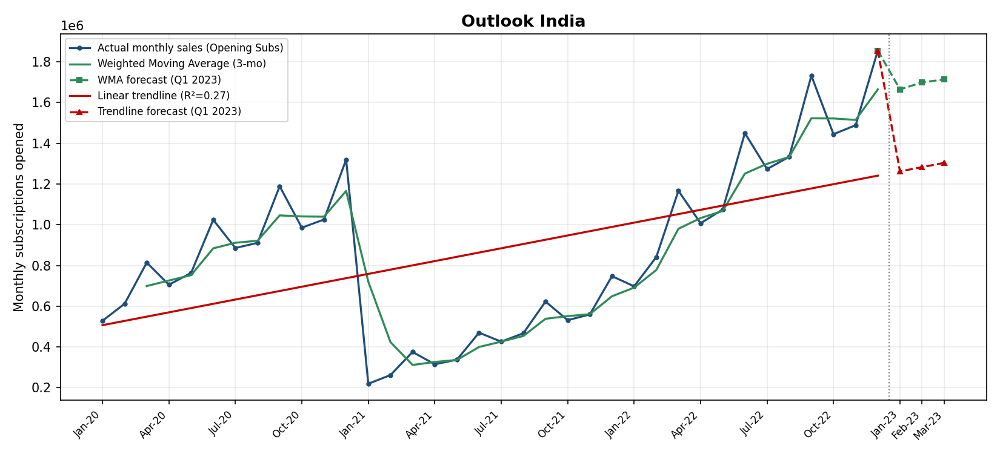 Outlook India
1e6
Actual monthly sales (Opening Subs)
Weighted Moving Average (3-mo)
WMA forecast (Q1 2023)
Linear trendline (R²=0.27)
Trendline forecast (Q1 2023)
Monthly subscriptions opened
1.8
1.6
1.4
1.2
1.0
0.8
0.6
0.4
0.2
Jan-20
Apr-20
Jul-20
Oct-20
Jan-21
Apr-21
Jul-21
Oct-21
Jan-22
Apr-22
Jul-22
Oct-22
Jan-23
Feb-23
Mar-23